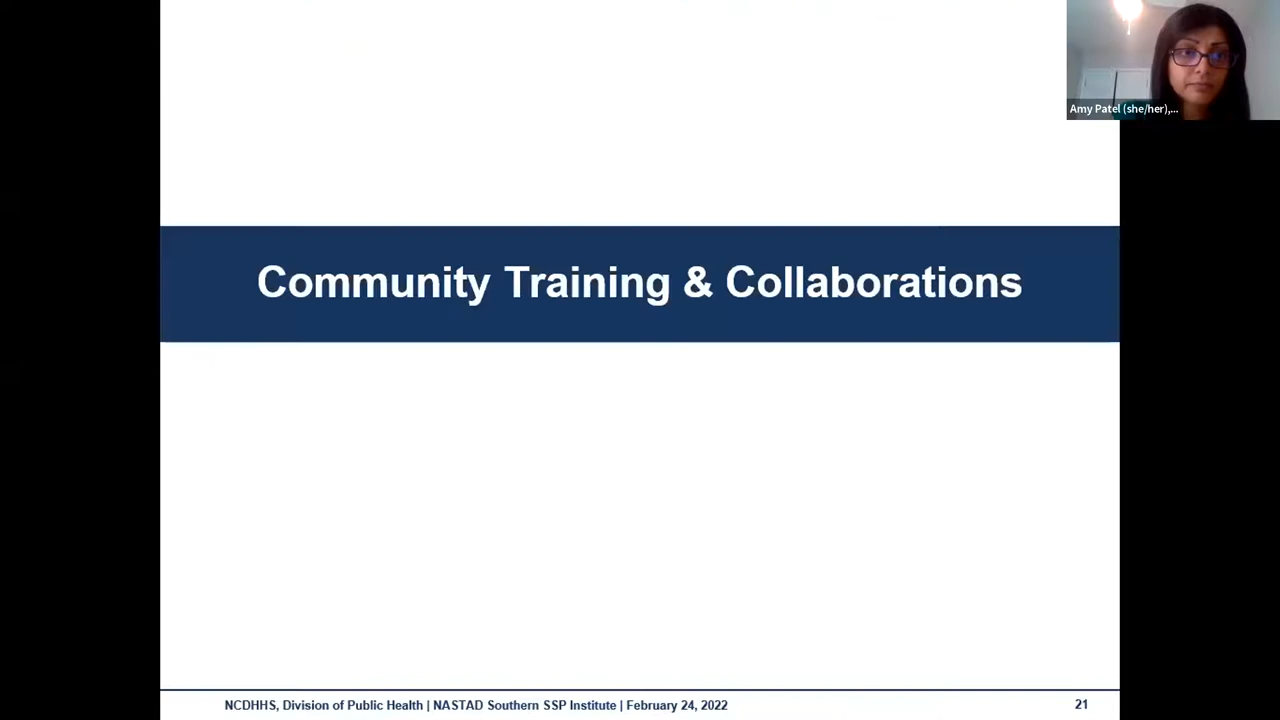 Amy Patel (she/her),...
Community Training & Collaborations
NCDHHS, Division of Public Health | NASTAD Southern SSP Institute | February 24, 2022
21